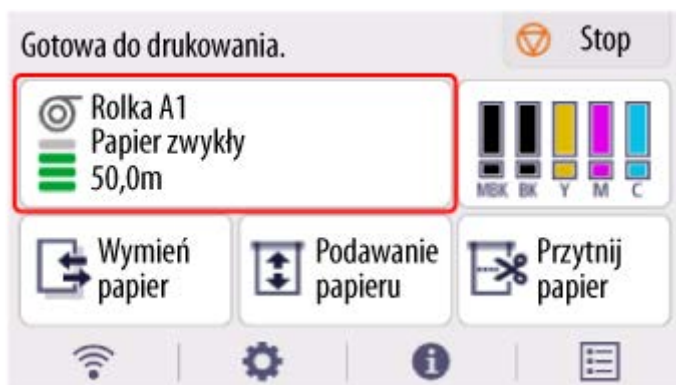 Gotowa do drukowania.
Stop
Rolka A1
Papier zwykły
50,0m
MBK BK Y M C
Wymień
papier
Podawanie
papieru
Przytnij
papier